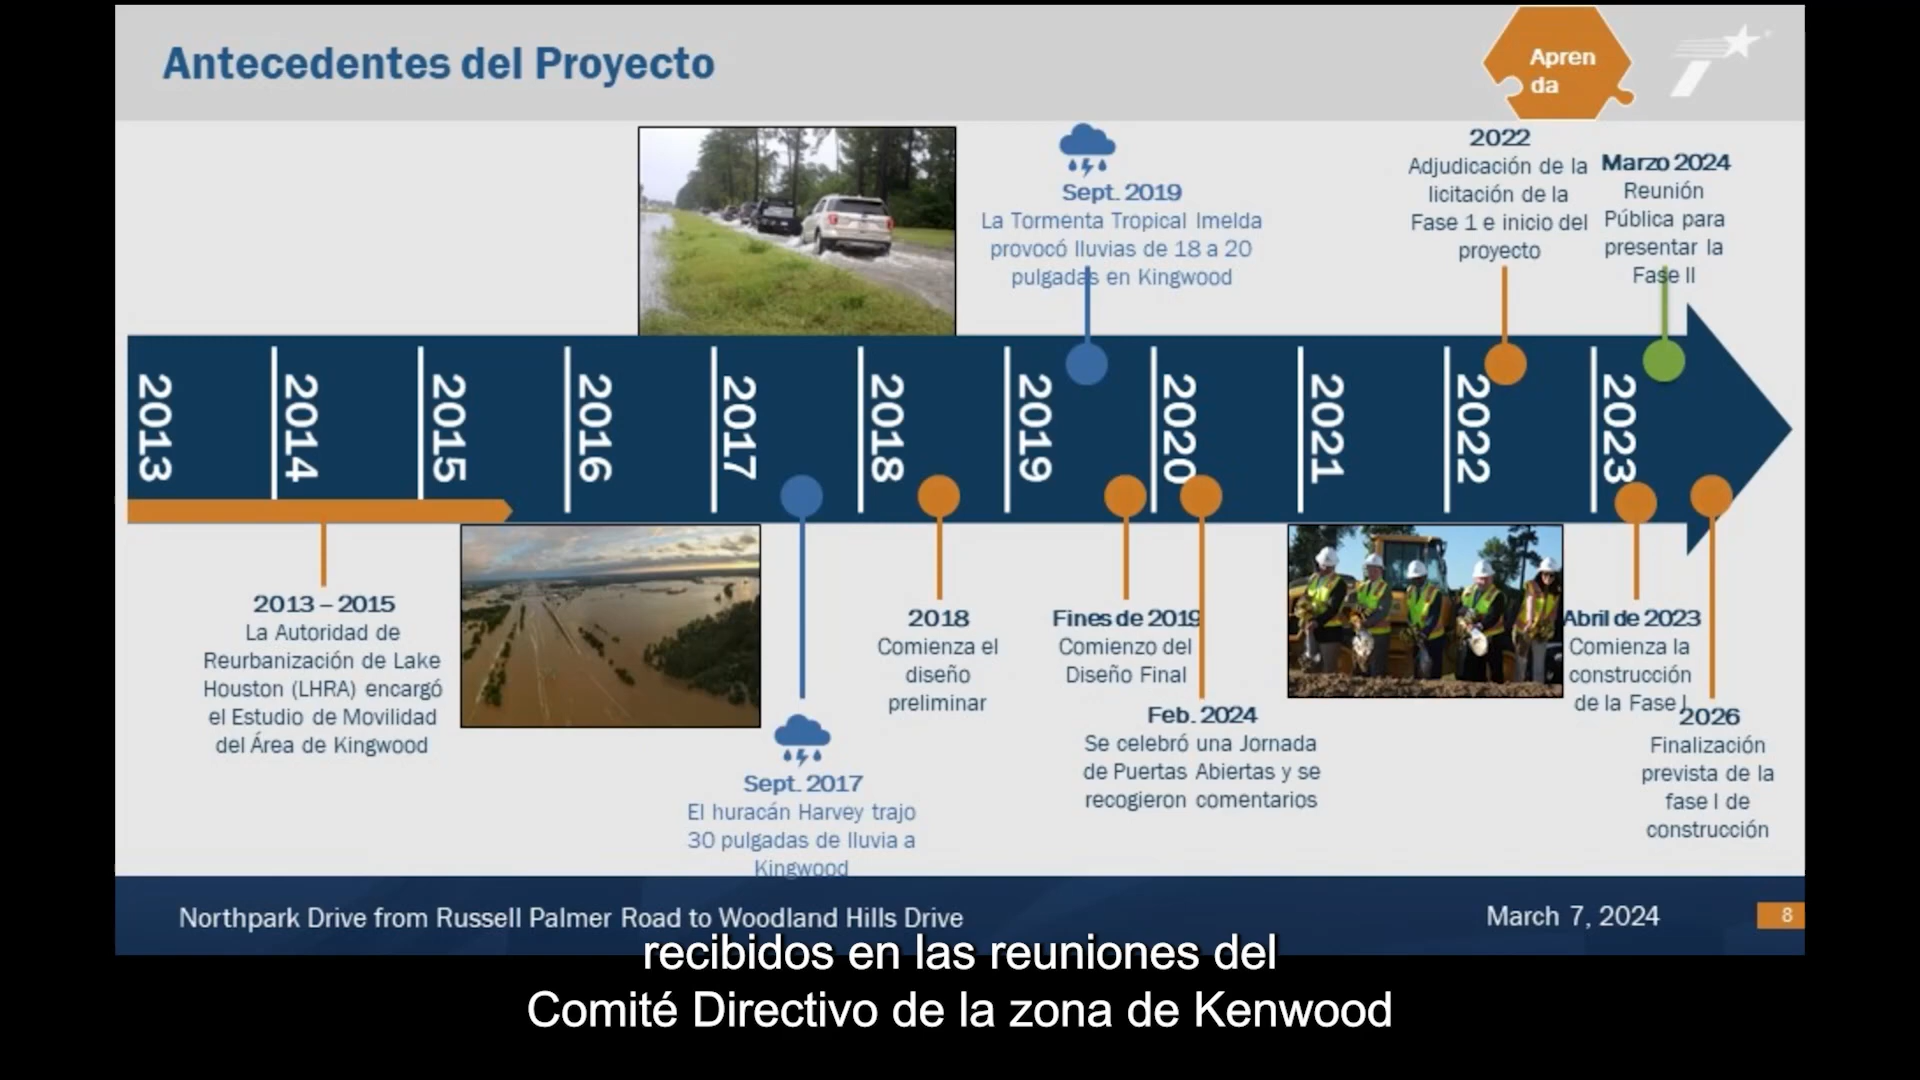 Antecedentes del Proyecto
Apren
da
2022
Adjudicación de la
licitación de la
Fase 1 e inicio del
proyecto
Marzo 2024
Reunión
Pública para
presentar la
Fase II
Sept. 2019
La Tormenta Tropical Imelda
provocó lluvias de 18 a 20
pulgadas en Kingwood
2013
2014
2015
2016
2017
2018
2019
2020
2021
2022
2023
2013 – 2015
La Autoridad de
Reurbanización de Lake
Houston (LHRA) encargó
el Estudio de Movilidad
del Área de Kingwood
Sept. 2017
El huracán Harvey trajo
30 pulgadas de lluvia a
Kingwood
2018
Comienza el
diseño
preliminar
Fines de 2019
Comienzo del
Diseño Final
Feb. 2024
Se celebró una Jornada
de Puertas Abiertas y se
recogieron comentarios
Abril de 2023
Comienza la
construcción
de la Fase I
2026
Finalización
prevista de la
fase I de
construcción
Northpark Drive from Russell Palmer Road to Woodland Hills Drive
March 7, 2024
8
recibidos en las reuniones del
Comité Directivo de la zona de Kenwood